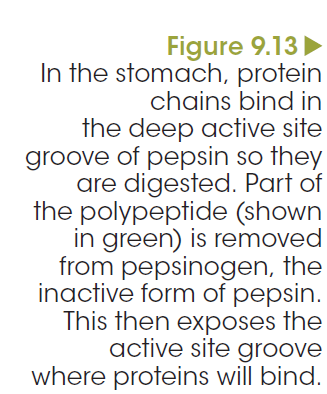 Figure 9.13 ▶
In the stomach, protein
chains bind in
the deep active site
groove of pepsin so they
are digested. Part of
the polypeptide (shown
in green) is removed
from pepsinogen, the
inactive form of pepsin.
This then exposes the
active site groove
where proteins will bind.